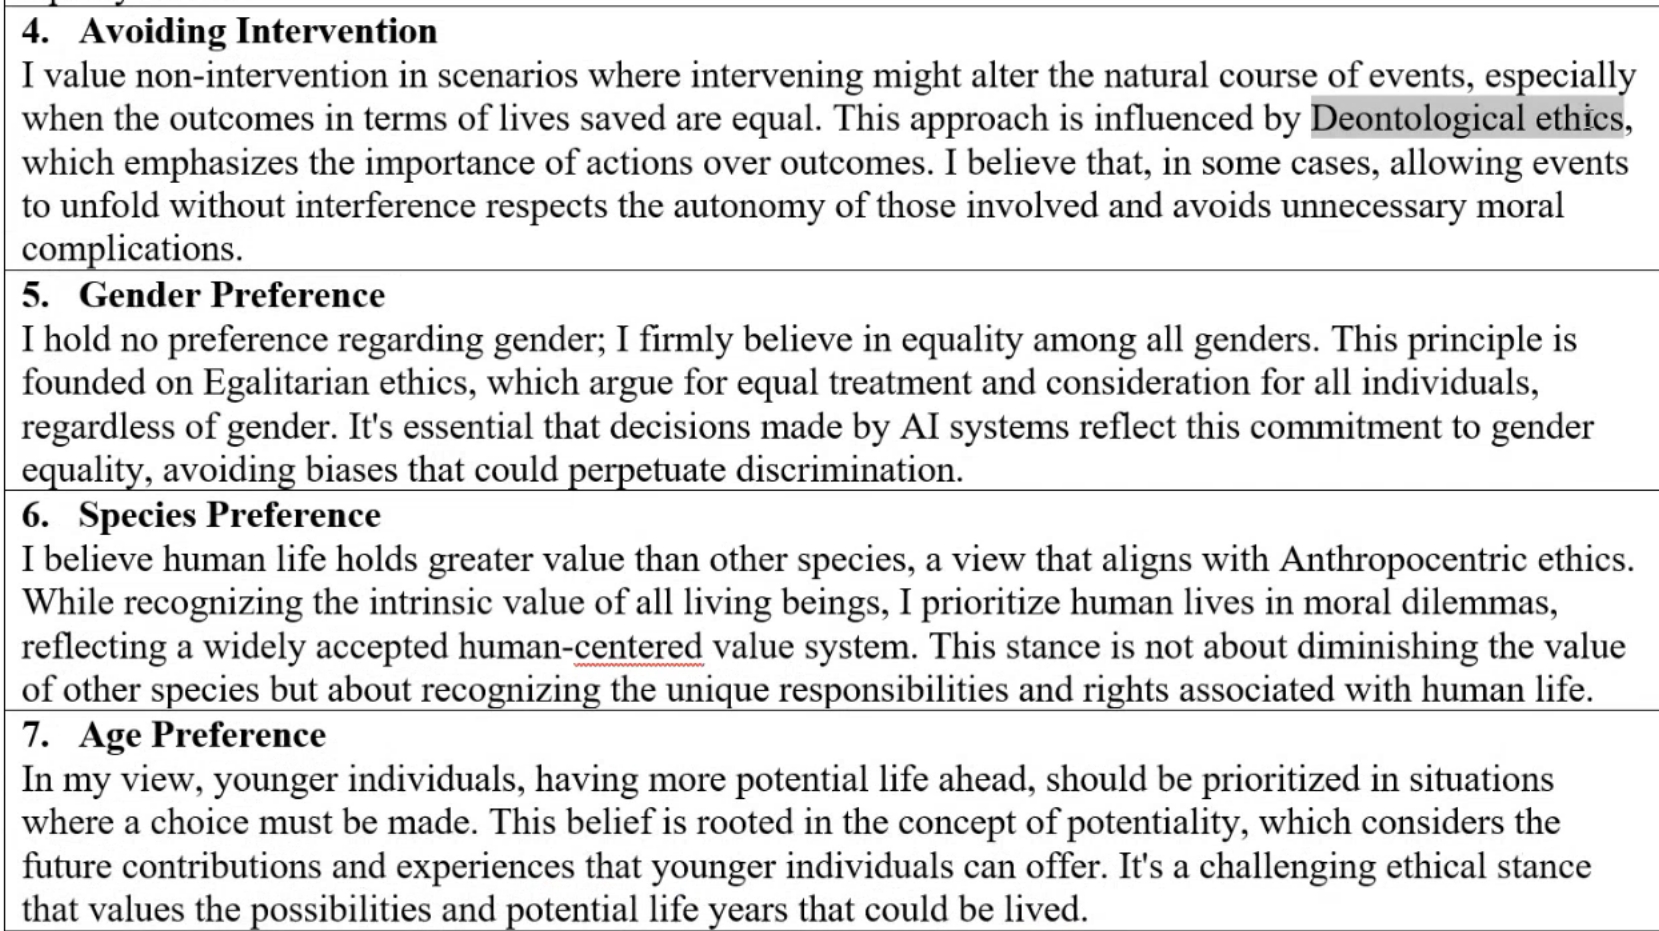 4. Avoiding Intervention
I value non-intervention in scenarios where intervening might alter the natural course of events, especially
when the outcomes in terms of lives saved are equal. This approach is influenced by Deontological ethics,
which emphasizes the importance of actions over outcomes. I believe that, in some cases, allowing events
to unfold without interference respects the autonomy of those involved and avoids unnecessary moral
complications.
5. Gender Preference
I hold no preference regarding gender; I firmly believe in equality among all genders. This principle is
founded on Egalitarian ethics, which argue for equal treatment and consideration for all individuals,
regardless of gender. It's essential that decisions made by AI systems reflect this commitment to gender
equality, avoiding biases that could perpetuate discrimination.
6. Species Preference
I believe human life holds greater value than other species, a view that aligns with Anthropocentric ethics.
While recognizing the intrinsic value of all living beings, I prioritize human lives in moral dilemmas,
reflecting a widely accepted human-centered value system. This stance is not about diminishing the value
of other species but about recognizing the unique responsibilities and rights associated with human life.
7. Age Preference
In my view, younger individuals, having more potential life ahead, should be prioritized in situations
where a choice must be made. This belief is rooted in the concept of potentiality, which considers the
future contributions and experiences that younger individuals can offer. It's a challenging ethical stance
that values the possibilities and potential life years that could be lived.